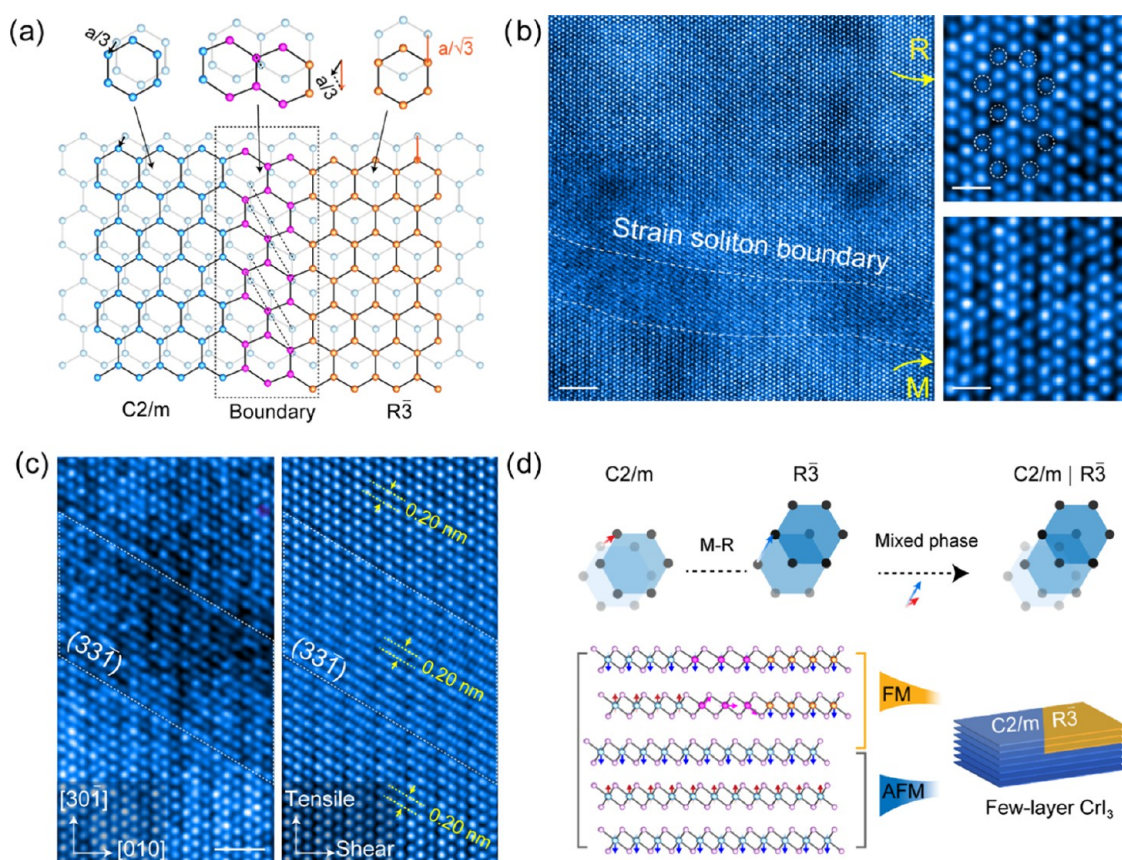 (a)
a/3
a/3
a/√3
C2/m
Boundary
R3̅
(b)
R
Strain soliton boundary
M
(c)
0.20 nm
(331̅)
0.20 nm
(331̅)
0.20 nm
[301̅]
[010]
Tensile
Shear
(d)
C2/m
R3̅
C2/m | R3̅
M-R
Mixed phase
FM
C2/m R3̅
AFM
Few-layer CrI₃